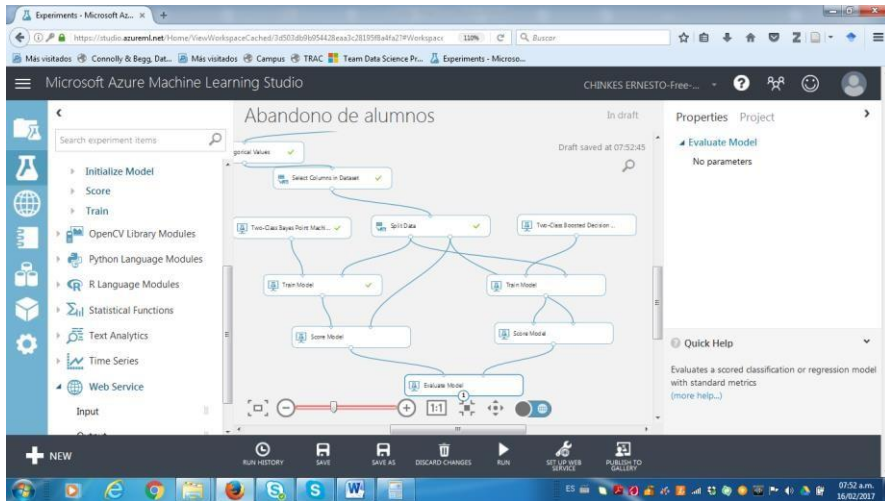 Experiments - Microsoft Az...
https://studio.azureml.net/Home/ViewWorkspaceCached/
110%
Buscar
Más visitados
Connolly & Begg, Dat...
Más visitados
Campus
TRAC
Team Data Science Pr...
Experiments - Microso...
Microsoft Azure Machine Learning Studio
CHINKES ERNESTO-Free-...
Search experiment items
Initialize Model
Score
Train
OpenCV Library Modules
Python Language Modules
R Language Modules
Statistical Functions
Text Analytics
Time Series
Web Service
Input
Abandono de alumnos
In draft
Draft saved at 07:52:45
gorical Values
Select Columns in Dataset
Two-Class Bayes Point Machi...
Split Data
Two-Class Boosted Decision ...
Train Model
Train Model
Score Model
Score Model
Evaluate Model
1
1:1
Properties
Project
Evaluate Model
No parameters
Quick Help
Evaluates a scored classification or regression model
with standard metrics
(more help...)
NEW
RUN HISTORY
SAVE
SAVE AS
DISCARD CHANGES
RUN
SET UP WEB
SERVICE
PUBLISH TO
GALLERY
ES
07:52 a.m.
16/02/2017